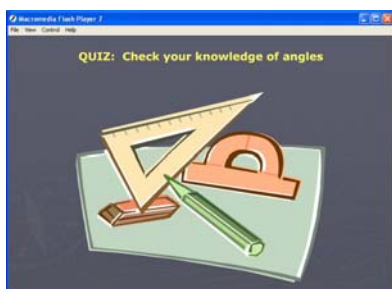 Macromedia Flash Player 7
File View Control Help
QUIZ: Check your knowledge of angles